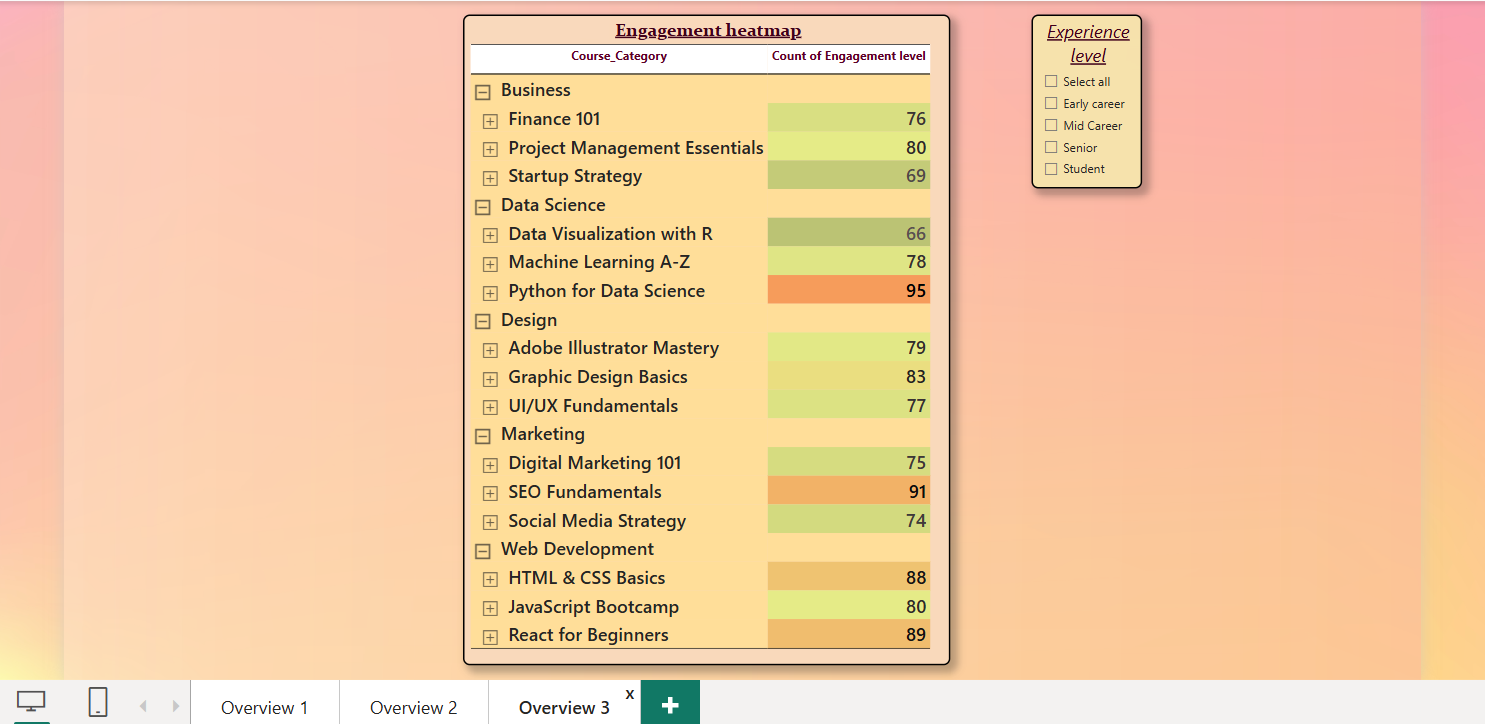 Engagement heatmap
Course_Category Count of Engagement level
Business
Finance 101 76
Project Management Essentials 80
Startup Strategy 69
Data Science
Data Visualization with R 66
Machine Learning A-Z 78
Python for Data Science 95
Design
Adobe Illustrator Mastery 79
Graphic Design Basics 83
UI/UX Fundamentals 77
Marketing
Digital Marketing 101 75
SEO Fundamentals 91
Social Media Strategy 74
Web Development
HTML & CSS Basics 88
JavaScript Bootcamp 80
React for Beginners 89
Experience
level
Select all
Early career
Mid Career
Senior
Student
Overview 1 Overview 2 Overview 3 x